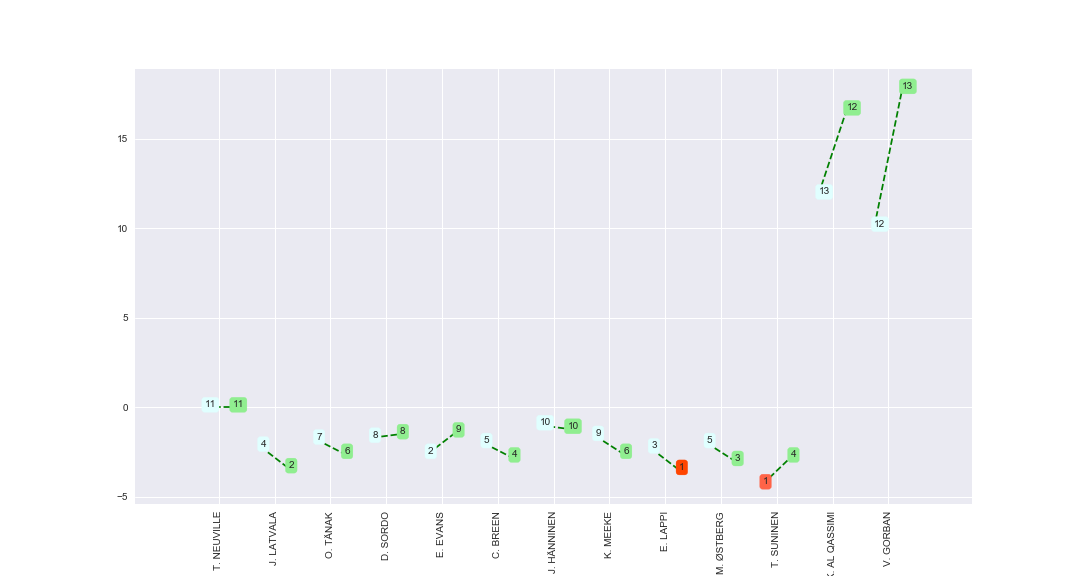 13
12
15
13
12
10
5
11 11
0
10 10
9
8 8
7
9
5
5
4
2
3
6
6
4
3
4
2
1
1
−5
T. NEUVILLE
J. LATVALA
O. TÄNAK
D. SORDO
E. EVANS
C. BREEN
J. HÄNNINEN
K. MEEKE
E. LAPPI
M. ØSTBERG
T. SUNINEN
AL QASSIMI
V. GORBAN